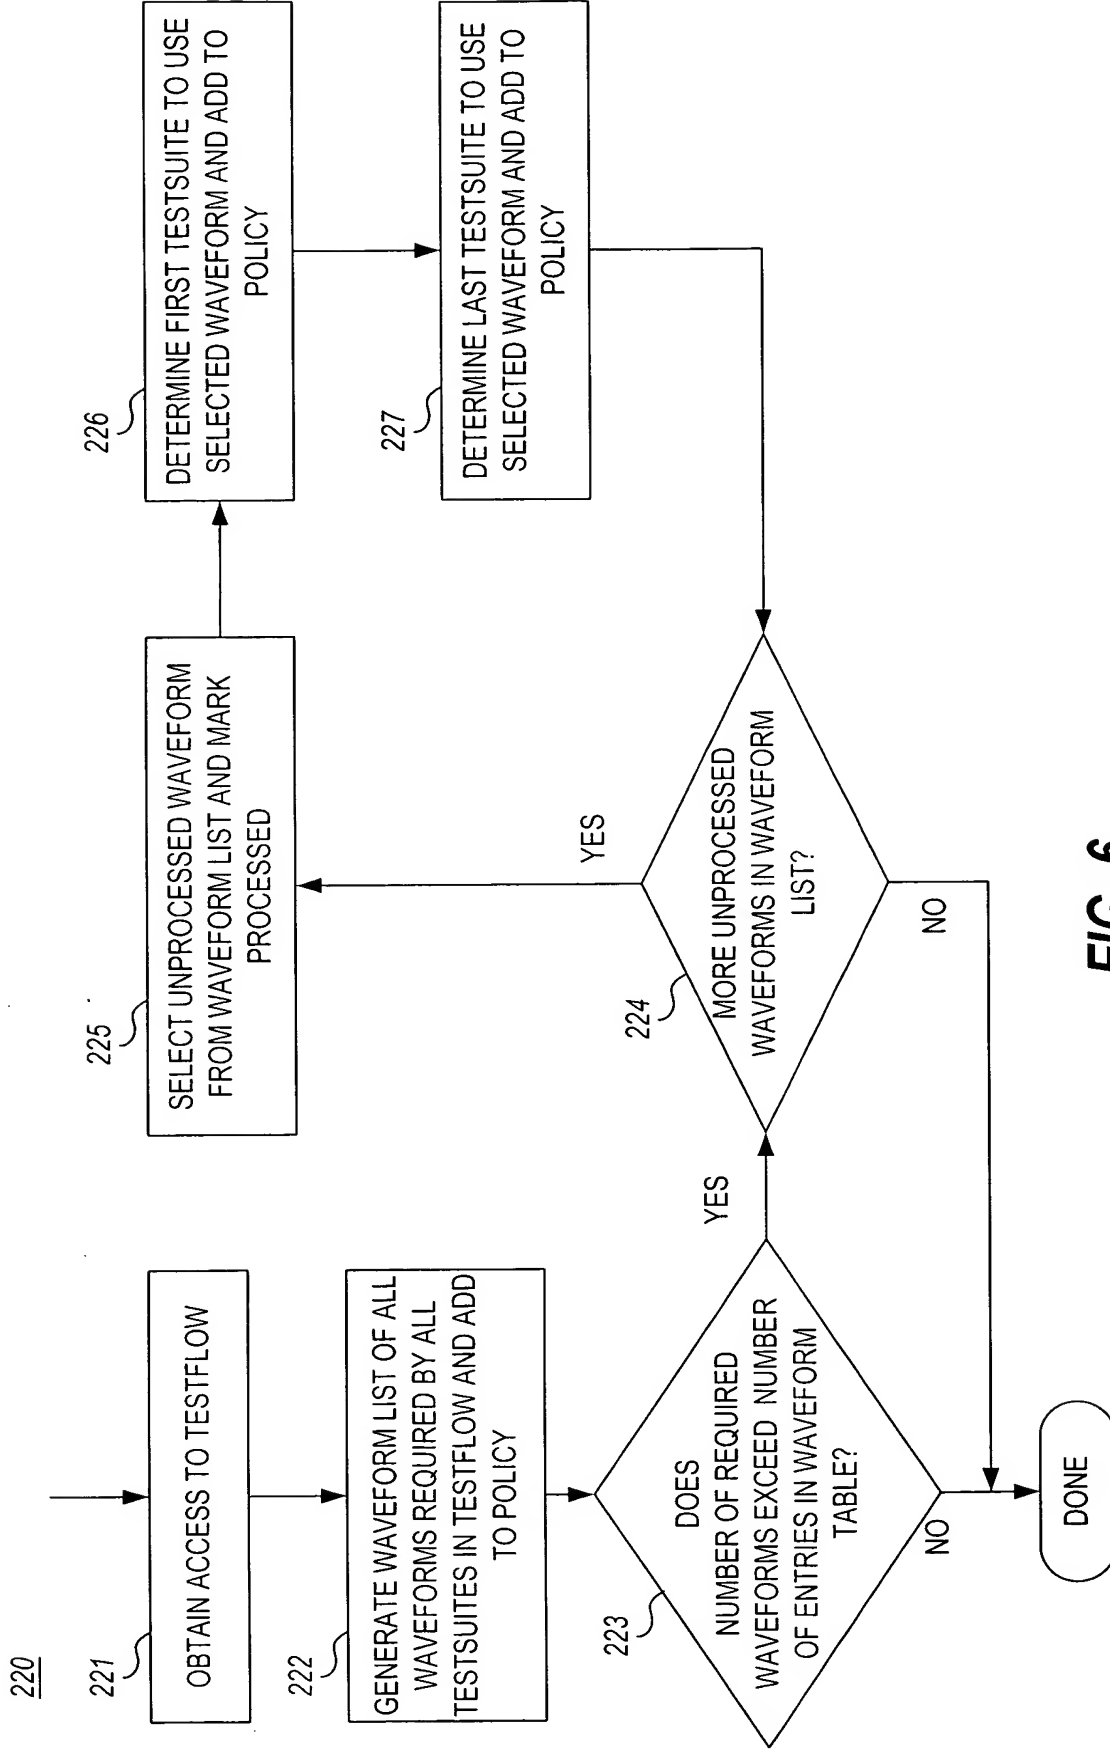 220
221
OBTAIN ACCESS TO TESTFLOW
222
GENERATE WAVEFORM LIST OF ALL
WAVEFORMS REQUIRED BY ALL
TESTSUITES IN TESTFLOW AND ADD
TO POLICY
223
DOES
NUMBER OF REQUIRED
WAVEFORMS EXCEED NUMBER
OF ENTRIES IN WAVEFORM
TABLE?
YES
NO
224
MORE UNPROCESSED
WAVEFORMS IN WAVEFORM
LIST?
YES
NO
225
SELECT UNPROCESSED WAVEFORM
FROM WAVEFORM LIST AND MARK
PROCESSED
226
DETERMINE FIRST TESTSUITE TO USE
SELECTED WAVEFORM AND ADD TO
POLICY
227
DETERMINE LAST TESTSUITE TO USE
SELECTED WAVEFORM AND ADD TO
POLICY
DONE
FIG. 6